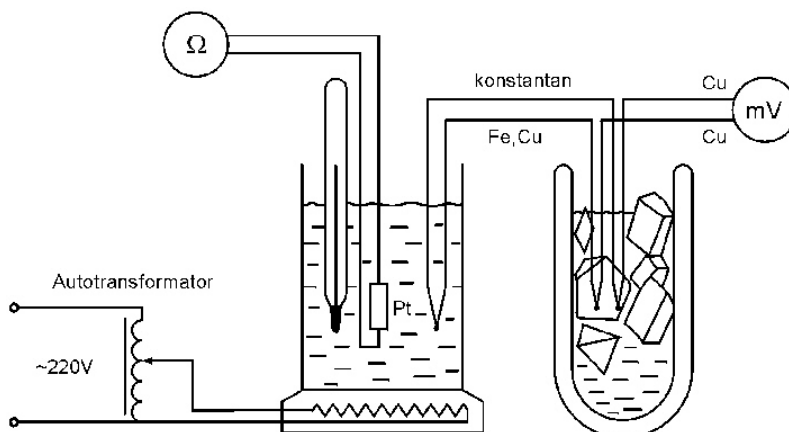 Ω
konstantan
Cu
mV
Fe,Cu
Cu
Autotransformator
Pt
~220V